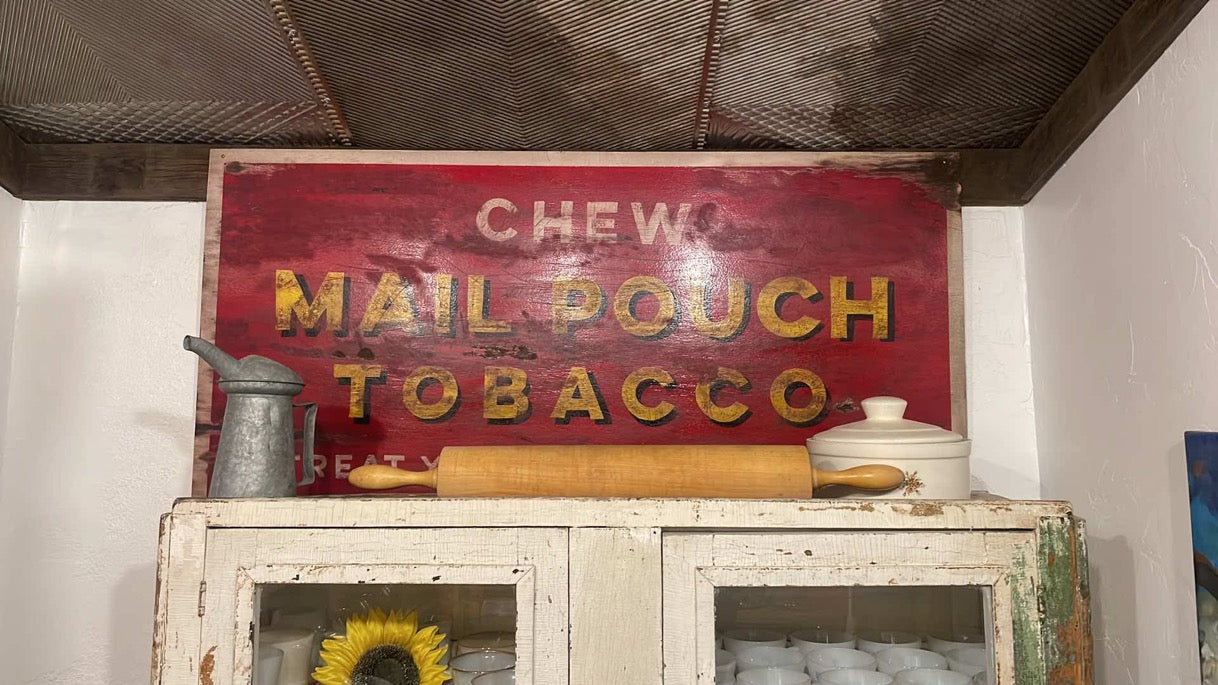 CHEW
MAIL POUCH
TOBACCO
TREAT